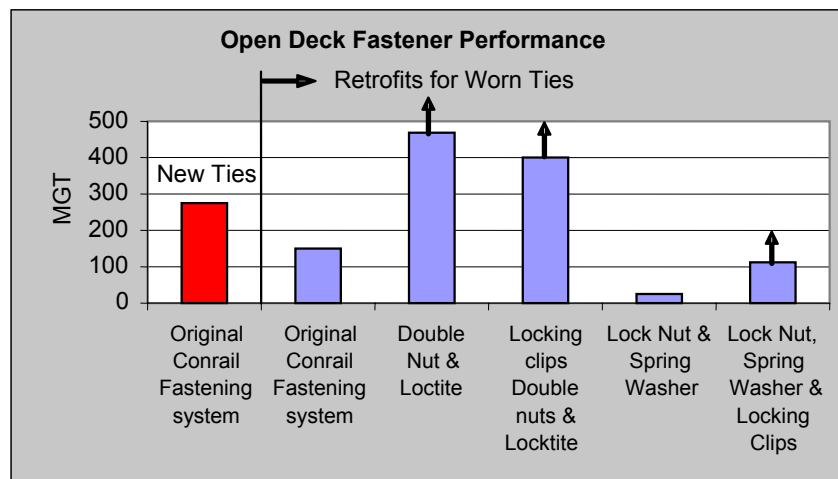 Open Deck Fastener Performance
Retrofits for Worn Ties
New Ties
MGT
500
400
300
200
100
0
Original
Conrail
Fastening
system
Original
Conrail
Fastening
system
Double
Nut &
Loctite
Locking
clips
Double
nuts &
Locktite
Lock Nut &
Spring
Washer
Lock Nut,
Spring
Washer &
Locking
Clips